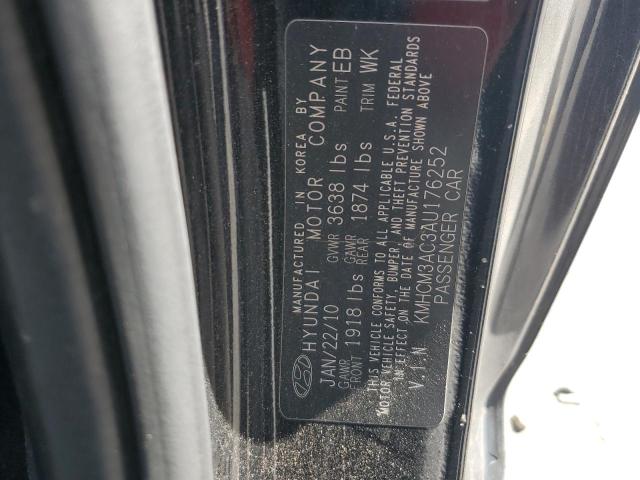 MANUFACTURED IN KOREA BY
HYUNDAI MOTOR COMPANY
JAN/22/10 GVWR 3638 lbs PAINT EB
GAWR FRONT 1918 lbs GAWR REAR 1874 lbs TRIM WK
THIS VEHICLE CONFORMS TO ALL APPLICABLE U.S.A. FEDERAL
MOTOR VEHICLE SAFETY, BUMPER, AND THEFT PREVENTION STANDARDS
IN EFFECT ON THE DATE OF MANUFACTURE SHOWN ABOVE
V.I.N KMHCM3AC3AU176252
PASSENGER CAR